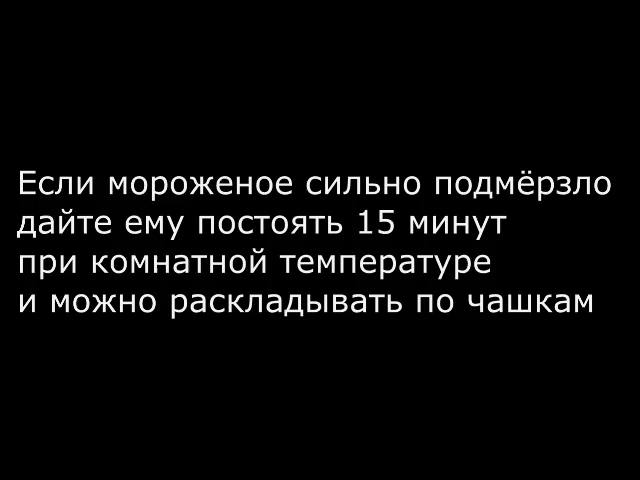 Если мороженое сильно подмёрзло
дайте ему постоять 15 минут
при комнатной температуре
и можно раскладывать по чашкам